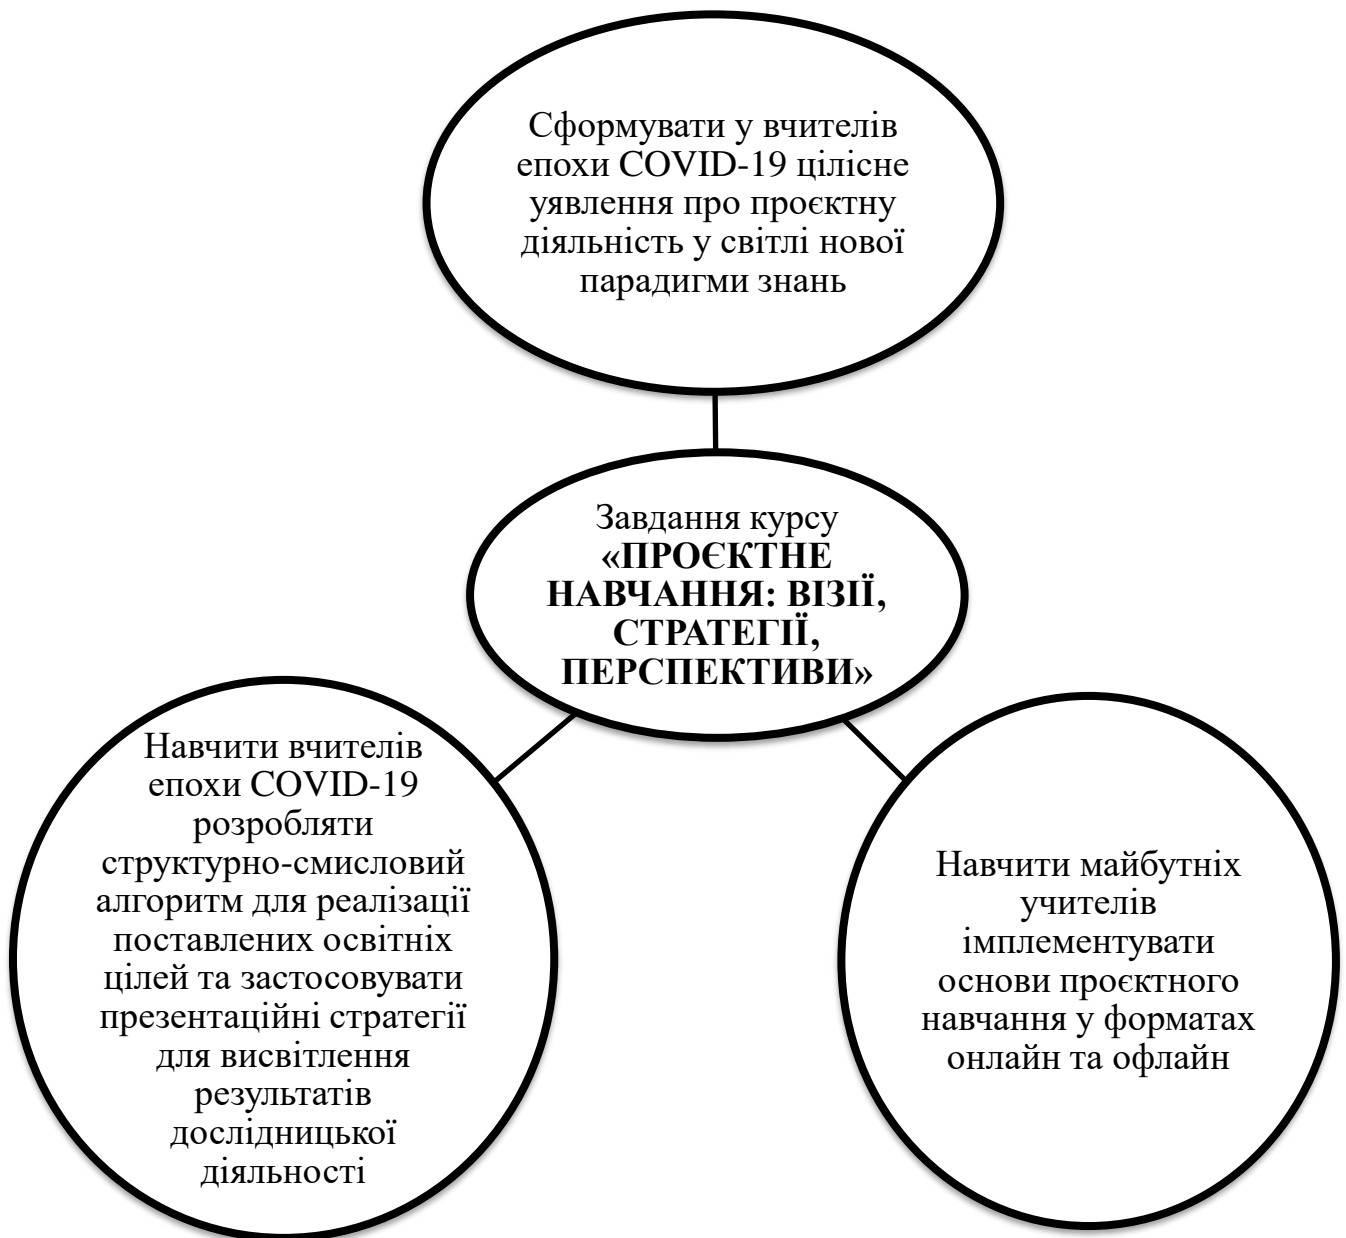 Сформувати у вчителів
епохи COVID-19 цілісне
уявлення про проєктну
діяльність у світлі нової
парадигми знань
Завдання курсу
«ПРОЄКТНЕ
НАВЧАННЯ: ВІЗІЇ,
СТРАТЕГІЇ,
ПЕРСПЕКТИВИ»
Навчити вчителів
епохи COVID-19
розробляти
структурно-смисловий
алгоритм для реалізації
поставлених освітніх
цілей та застосовувати
презентаційні стратегії
для висвітлення
результатів
дослідницької
діяльності
Навчити майбутніх
учителів
імплементувати
основи проєктного
навчання у форматах
онлайн та офлайн